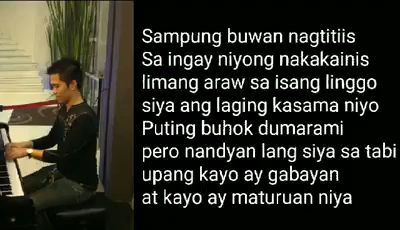 Sampung buwan nagtitiis
Sa ingay niyong nakakainis
limang araw sa isang linggo
siya ang laging kasama niyo
Puting buhok dumarami
pero nandyan lang siya sa tabi
upang kayo ay gabayan
at kayo ay maturuan niya